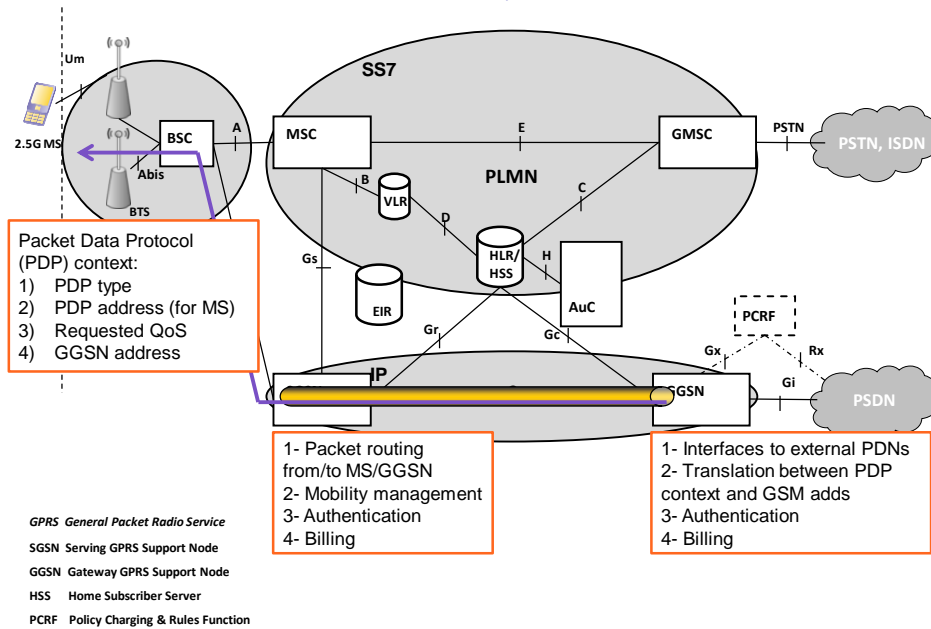 SS7
Um
2.5G MS
BSC
A
MSC
E
GMSC
PSTN
PSTN, ISDN
Abis
BTS
B
VLR
PLMN
C
D
HLR/
HSS
H
AuC
Gs
EIR
Packet Data Protocol
(PDP) context:
1) PDP type
2) PDP address (for MS)
3) Requested QoS
4) GGSN address
Gr
Gc
PCRF
Gx
Rx
IP
GGSN
Gi
PSDN
1- Packet routing
from/to MS/GGSN
2- Mobility management
3- Authentication
4- Billing
1- Interfaces to external PDNs
2- Translation between PDP
context and GSM adds
3- Authentication
4- Billing
GPRS General Packet Radio Service
SGSN Serving GPRS Support Node
GGSN Gateway GPRS Support Node
HSS Home Subscriber Server
PCRF Policy Charging & Rules Function